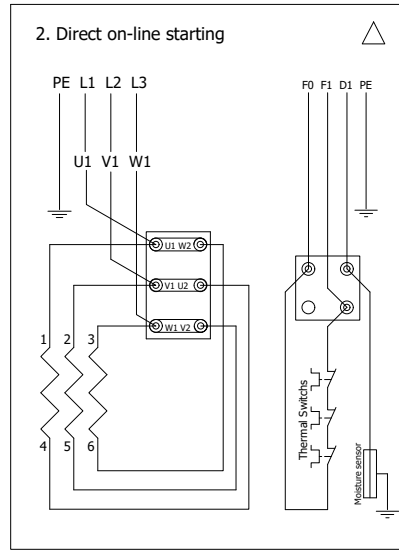 2. Direct on-line starting
PE L1 L2 L3
U1 V1 W1
U1 W2
V1 U2
W1 V2
1 2 3
4 5 6
F0 F1 D1 PE
Thermal Switchs
Moisture sensor